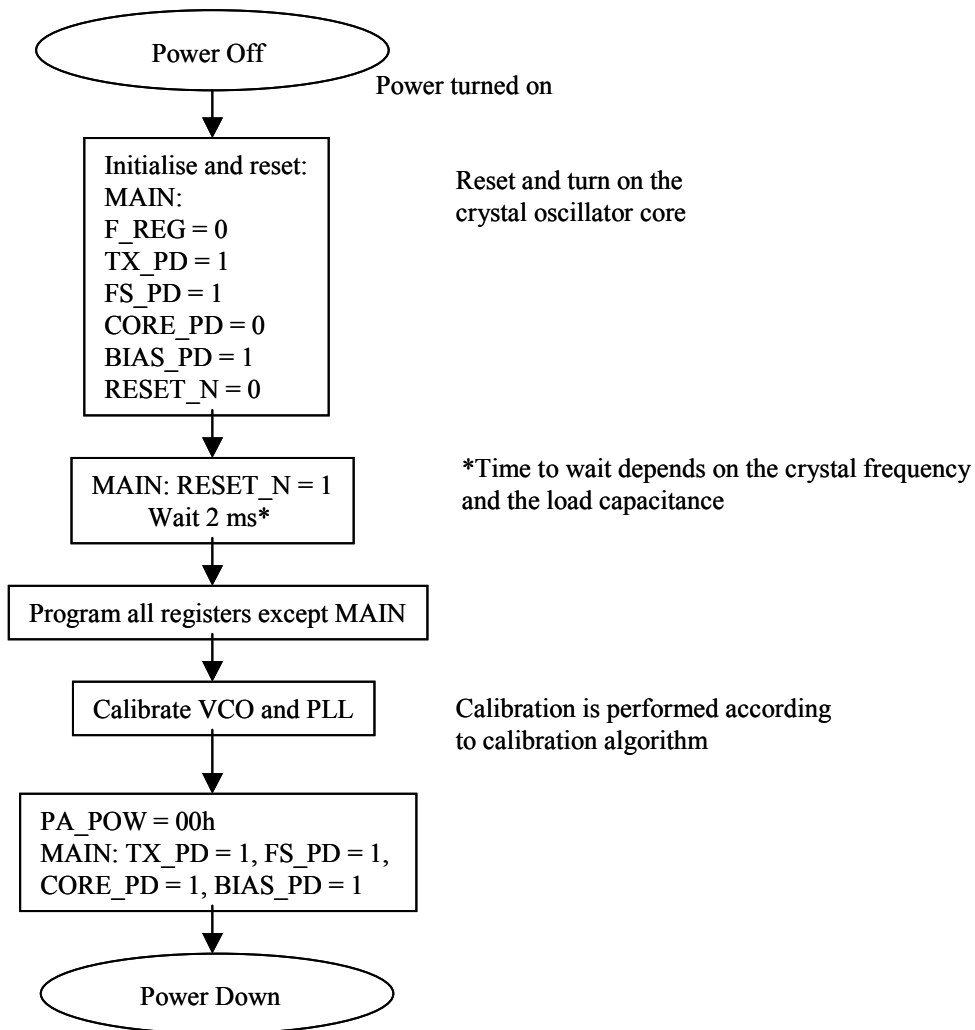 Power Off
Power turned on
Initialise and reset:
MAIN:
F_REG = 0
TX_PD = 1
FS_PD = 1
CORE_PD = 0
BIAS_PD = 1
RESET_N = 0
Reset and turn on the
crystal oscillator core
MAIN: RESET_N = 1
Wait 2 ms*
*Time to wait depends on the crystal frequency
and the load capacitance
Program all registers except MAIN
Calibrate VCO and PLL
Calibration is performed according
to calibration algorithm
PA_POW = 00h
MAIN: TX_PD = 1, FS_PD = 1,
CORE_PD = 1, BIAS_PD = 1
Power Down